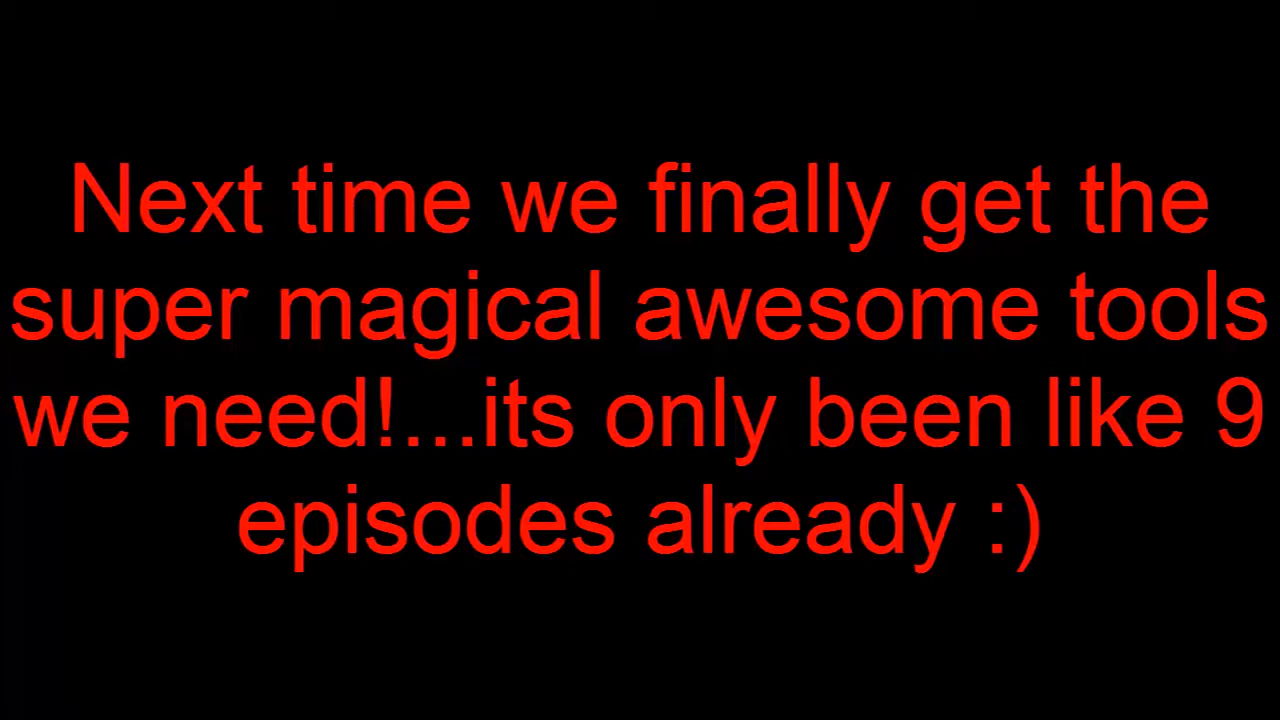 Next time we finally get the
super magical awesome tools
we need!...its only been like 9
episodes already :)